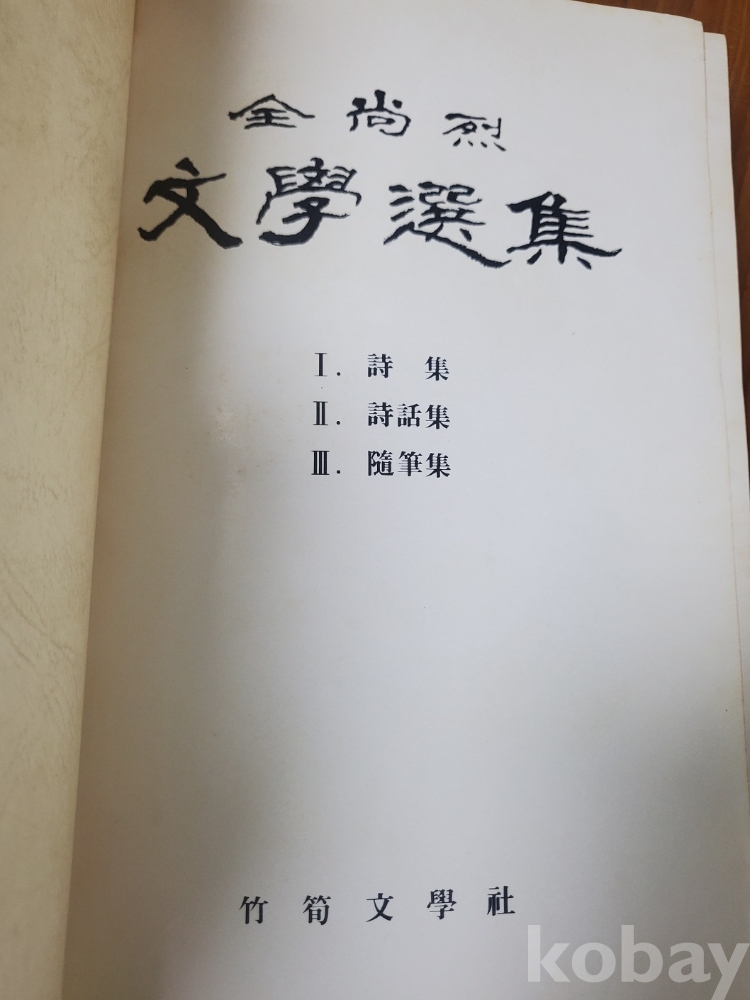 全尚烈
文學選集
Ⅰ. 詩 集
Ⅱ. 詩話集
Ⅲ. 隨筆集
竹筍文學社
kobay